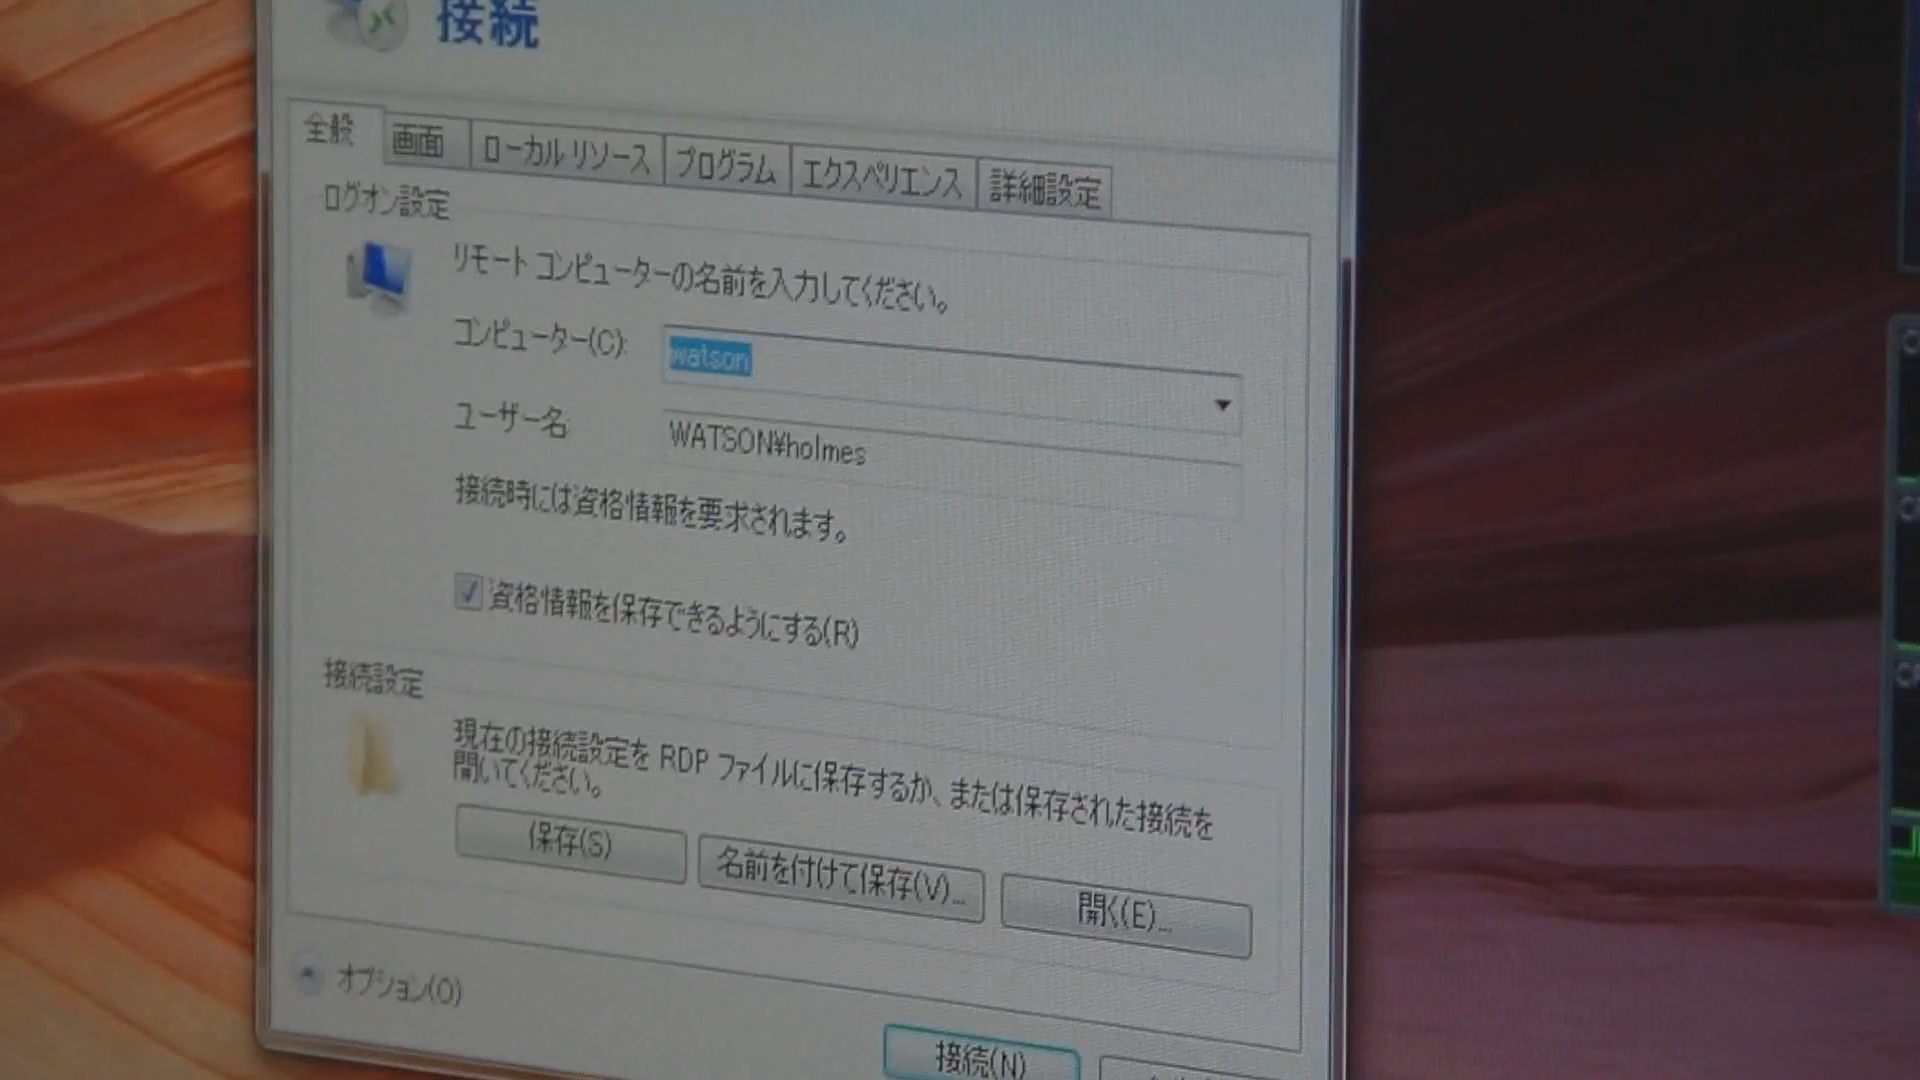 接続
全般
画面
ローカル リソース
プログラム
エクスペリエンス
詳細設定
ログオン設定
リモート コンピューターの名前を入力してください。
コンピューター(C):
watson
ユーザー名:
WATSON¥holmes
接続時には資格情報を要求されます。
資格情報を保存できるようにする(R)
接続設定
現在の接続設定を RDP ファイルに保存するか、または保存された接続を
開いてください。
保存(S)
名前を付けて保存(V)...
開く(E)...
オプション(O)
接続(N)